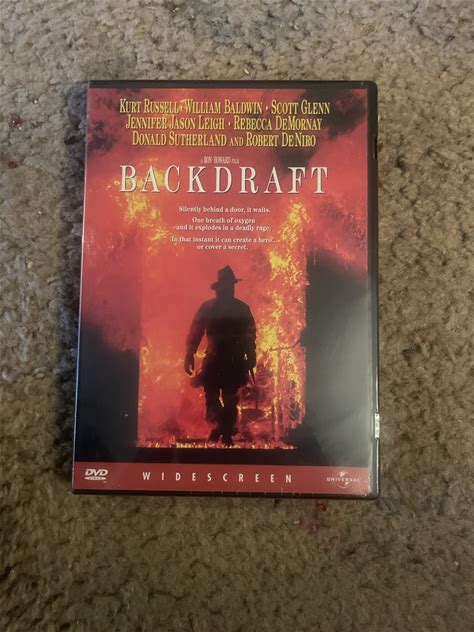 KURT RUSSELL • WILLIAM BALDWIN • SCOTT GLENN
JENNIFER JASON LEIGH • REBECCA DEMORNAY
DONALD SUTHERLAND AND ROBERT DE NIRO
A RON HOWARD FILM
BACKDRAFT
Silently behind a door, it waits.
One breath of oxygen
and it explodes in a deadly rage.
In that instant it can create a hero...
or cover a secret.
DVD
VIDEO
WIDESCREEN
UNIVERSAL